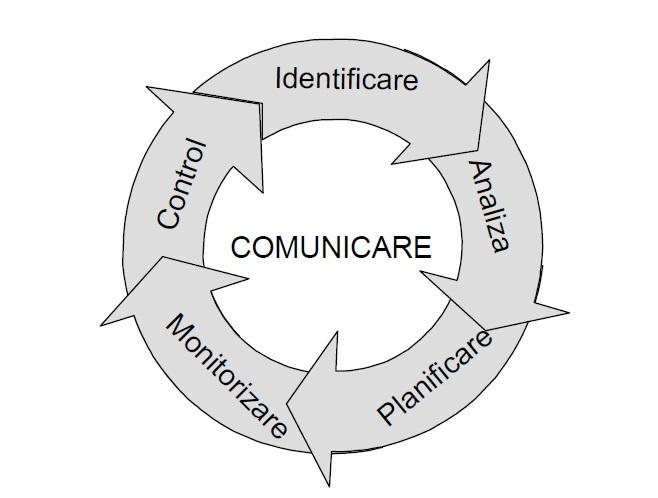 Identificare
Analiza
Planificare
Monitorizare
Control
COMUNICARE